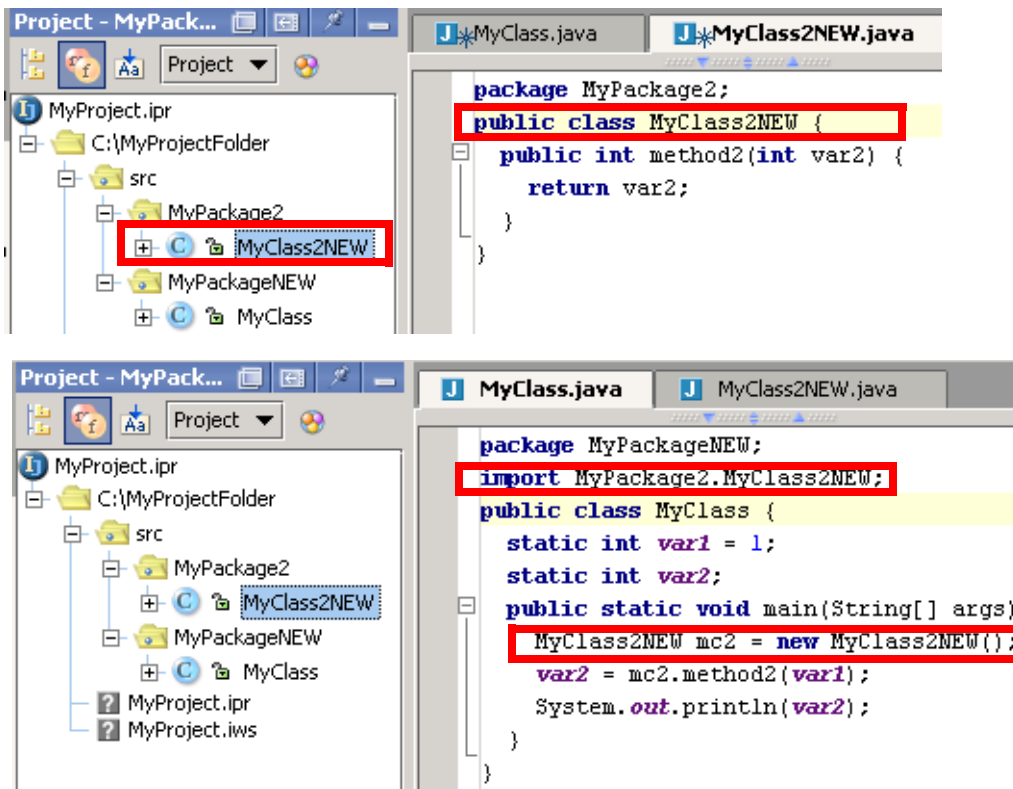 Project - MyPack...
Project
MyProject.ipr
C:\MyProjectFolder
src
MyPackage2
MyClass2NEW
MyPackageNEW
MyClass
MyClass.java MyClass2NEW.java
package MyPackage2;
public class MyClass2NEW {
public int method2(int var2) {
return var2;
}
}
Project - MyPack...
Project
MyProject.ipr
C:\MyProjectFolder
src
MyPackage2
MyClass2NEW
MyPackageNEW
MyClass
MyProject.ipr
MyProject.iws
MyClass.java MyClass2NEW.java
package MyPackageNEW;
import MyPackage2.MyClass2NEW;
public class MyClass {
static int var1 = 1;
static int var2;
public static void main(String[] args)
MyClass2NEW mc2 = new MyClass2NEW();
var2 = mc2.method2(var1);
System.out.println(var2);
}
}